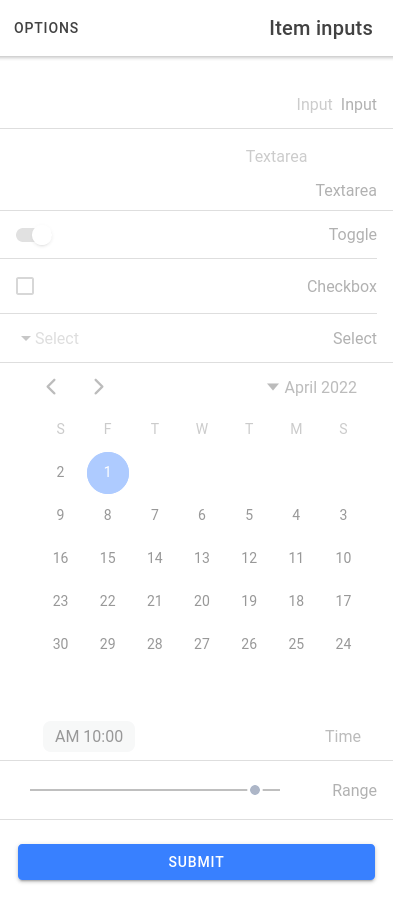 OPTIONS Item inputs
Input Input
Textarea
Textarea
Toggle
Checkbox
Select Select
April 2022
S F T W T M S
2 1
9 8 7 6 5 4 3
16 15 14 13 12 11 10
23 22 21 20 19 18 17
30 29 28 27 26 25 24
AM 10:00 Time
Range
SUBMIT